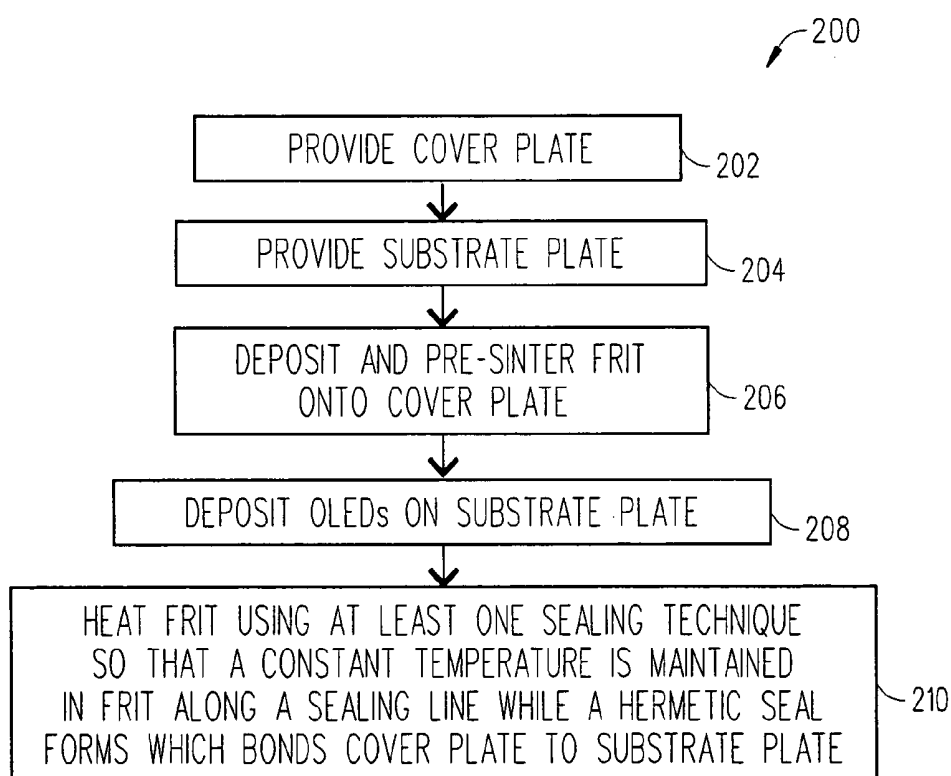 200
PROVIDE COVER PLATE
202
PROVIDE SUBSTRATE PLATE
204
DEPOSIT AND PRE-SINTER FRIT
ONTO COVER PLATE
206
DEPOSIT OLEDs ON SUBSTRATE PLATE
208
HEAT FRIT USING AT LEAST ONE SEALING TECHNIQUE
SO THAT A CONSTANT TEMPERATURE IS MAINTAINED
IN FRIT ALONG A SEALING LINE WHILE A HERMETIC SEAL
FORMS WHICH BONDS COVER PLATE TO SUBSTRATE PLATE
210